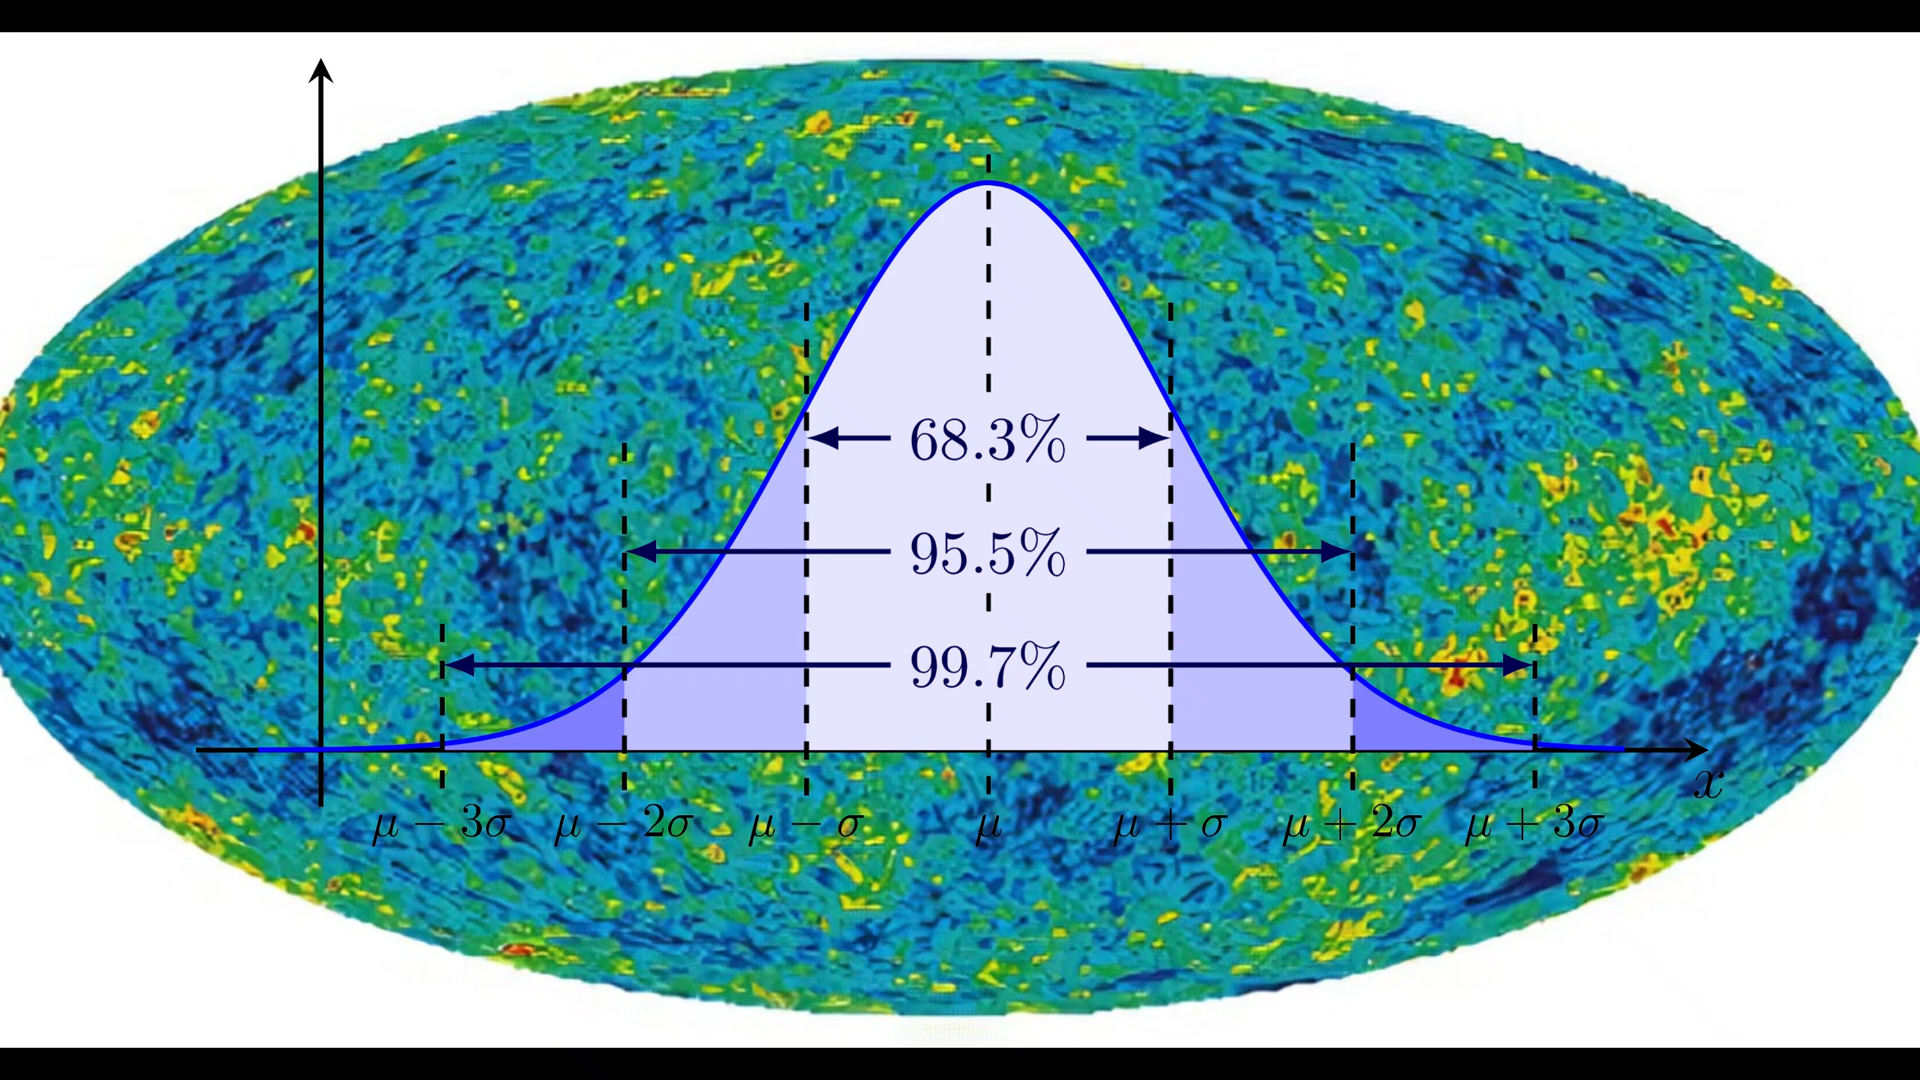 68.3%
95.5%
99.7%
x
μ − 3σ μ − 2σ μ − σ μ μ + σ μ + 2σ μ + 3σ